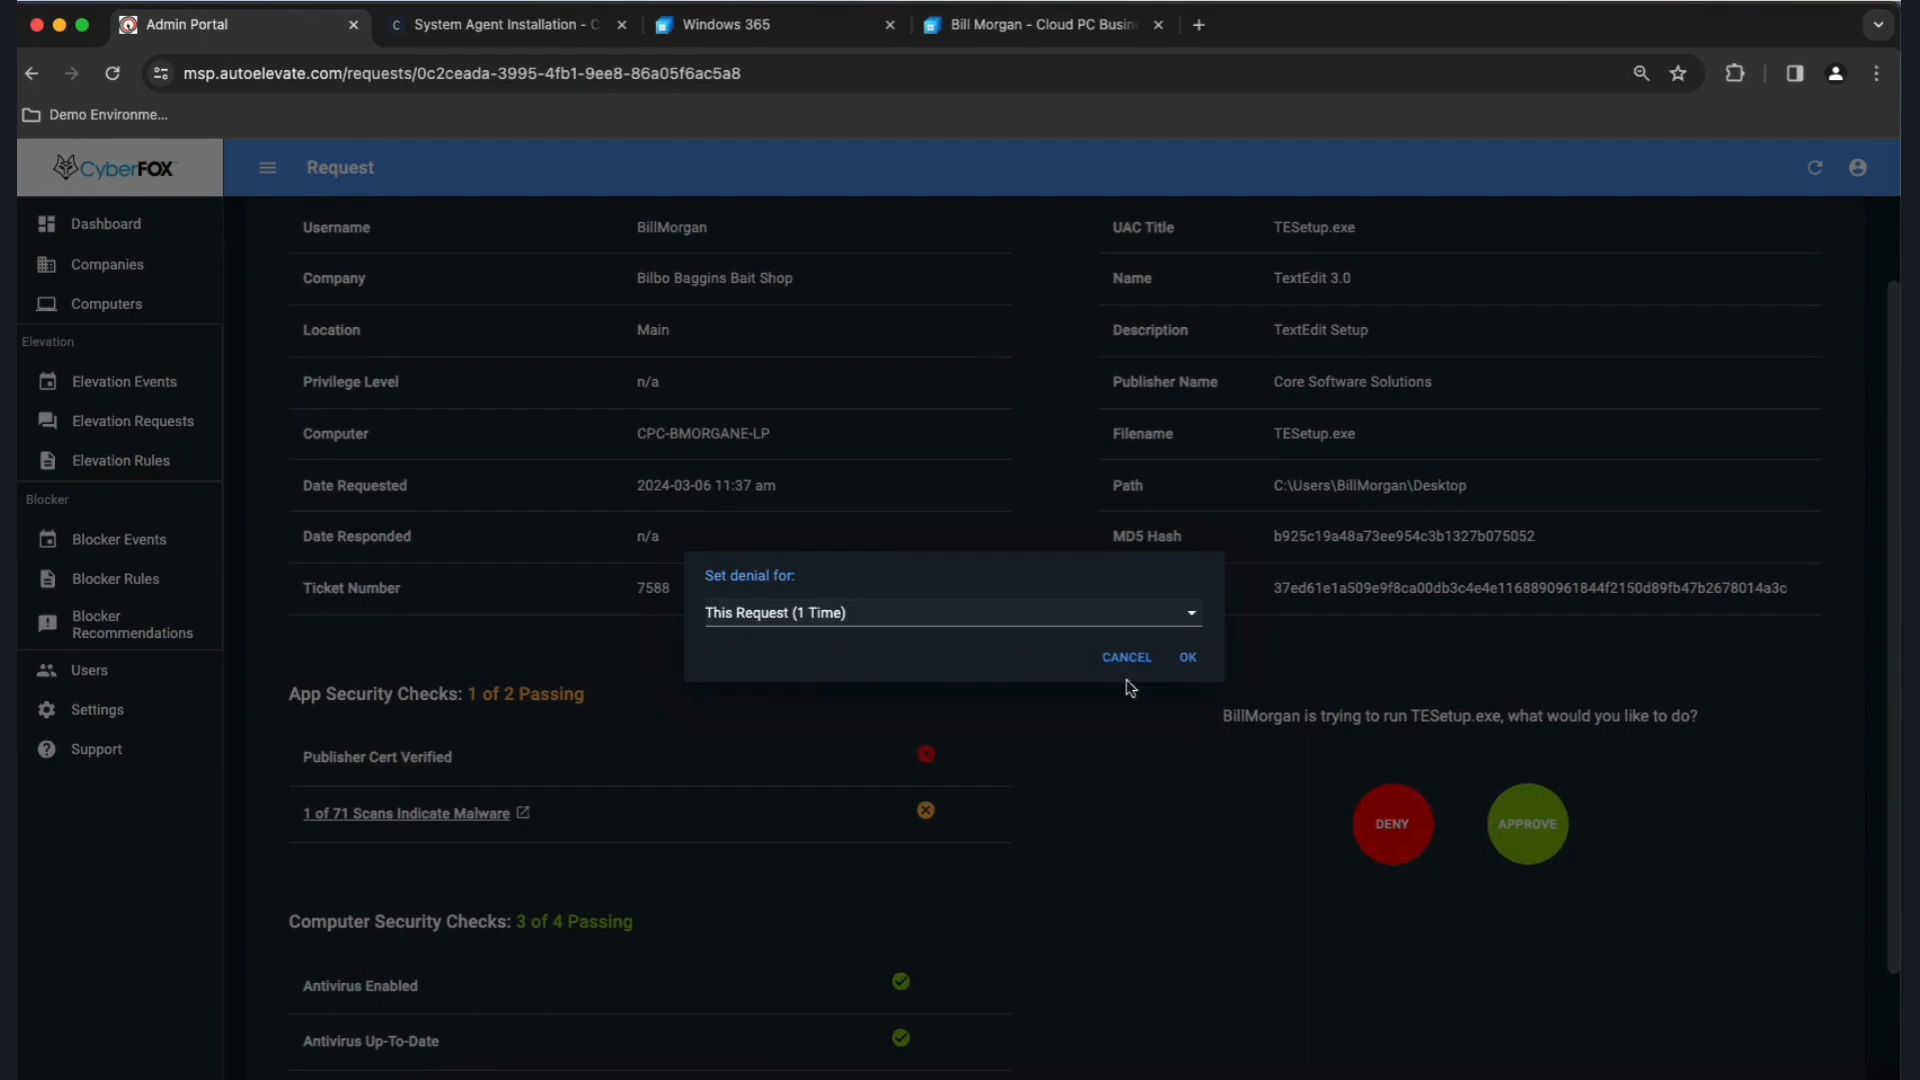 Admin Portal
System Agent Installation - C
Windows 365
Bill Morgan - Cloud PC Busin
msp.autoelevate.com/requests/0c2ceada-3995-4fb1-9ee8-86a05f6ac5a8
Demo Environme...
CyberFOX
Request
Dashboard
Companies
Computers
Elevation
Elevation Events
Elevation Requests
Elevation Rules
Blocker
Blocker Events
Blocker Rules
Blocker
Recommendations
Users
Settings
Support
Username BillMorgan
Company Bilbo Baggins Bait Shop
Location Main
Privilege Level n/a
Computer CPC-BMORGANE-LP
Date Requested 2024-03-06 11:37 am
Date Responded n/a
Ticket Number 7588
UAC Title TESetup.exe
Name TextEdit 3.0
Description TextEdit Setup
Publisher Name Core Software Solutions
Filename TESetup.exe
Path C:\Users\BillMorgan\Desktop
MD5 Hash b925c19a48a73ee954c3b1327b075052
37ed61e1a509e9f8ca00db3c4e4e1168890961844f2150d89fb47b2678014a3c
Set denial for:
This Request (1 Time)
CANCEL OK
App Security Checks: 1 of 2 Passing
Publisher Cert Verified
1 of 71 Scans Indicate Malware
BillMorgan is trying to run TESetup.exe, what would you like to do?
DENY APPROVE
Computer Security Checks: 3 of 4 Passing
Antivirus Enabled
Antivirus Up-To-Date